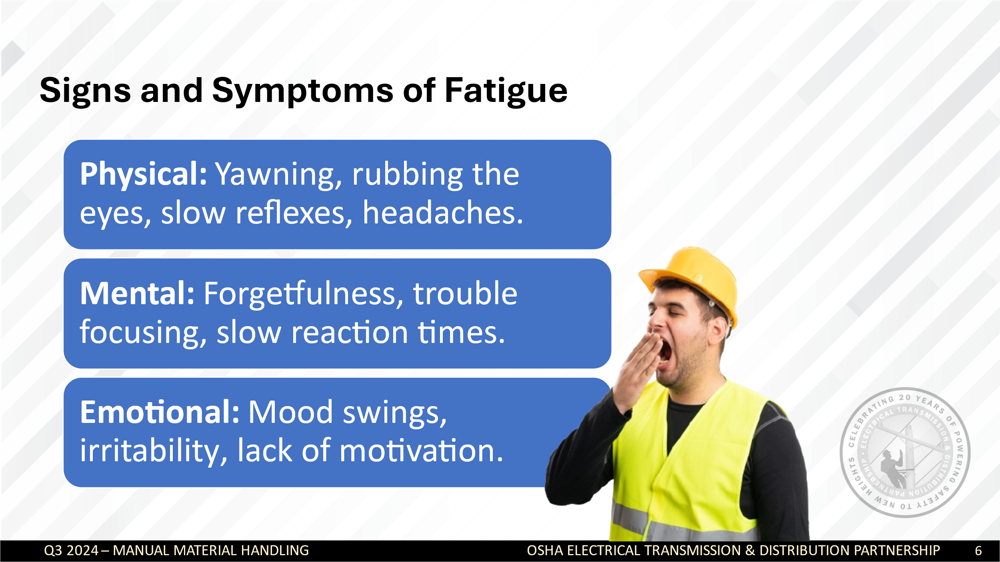 Signs and Symptoms of Fatigue
Physical: Yawning, rubbing the
eyes, slow reflexes, headaches.
Mental: Forgetfulness, trouble
focusing, slow reaction times.
Emotional: Mood swings,
irritability, lack of motivation.
CELEBRATING 20 YEARS OF POWERING SAFETY TO NEW HEIGHTS
ELECTRICAL TRANSMISSION & DISTRIBUTION PARTNERSHIP
Q3 2024 – MANUAL MATERIAL HANDLING
OSHA ELECTRICAL TRANSMISSION & DISTRIBUTION PARTNERSHIP
6